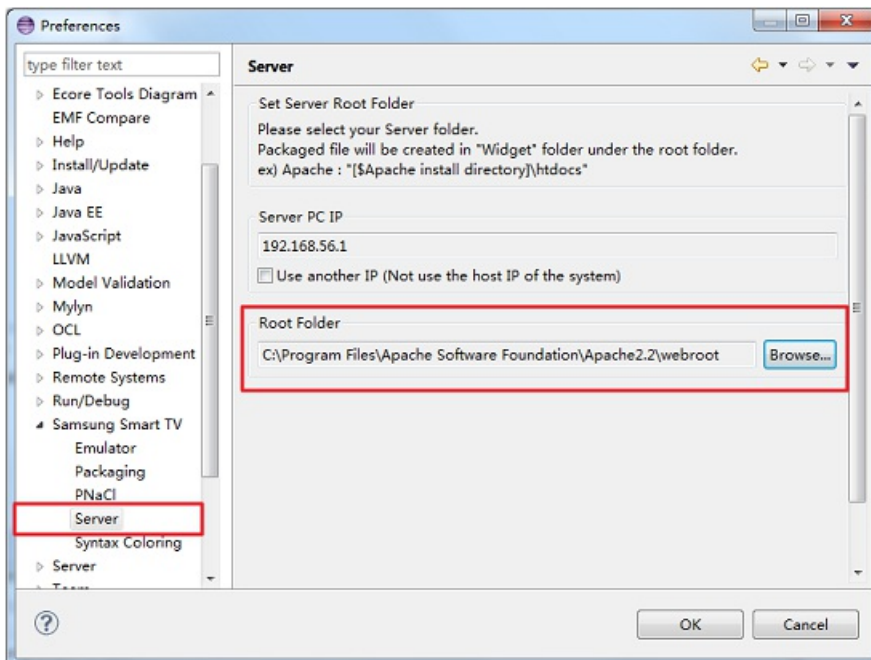 Preferences
type filter text
Ecore Tools Diagram
EMF Compare
Help
Install/Update
Java
Java EE
JavaScript
LLVM
Model Validation
Mylyn
OCL
Plug-in Development
Remote Systems
Run/Debug
Samsung Smart TV
Emulator
Packaging
PNaCl
Server
Syntax Coloring
Server
Team
Server
Set Server Root Folder
Please select your Server folder.
Packaged file will be created in "Widget" folder under the root folder.
ex) Apache : "[$Apache install directory]\htdocs"
Server PC IP
192.168.56.1
Use another IP (Not use the host IP of the system)
Root Folder
C:\Program Files\Apache Software Foundation\Apache2.2\webroot
Browse...
OK
Cancel